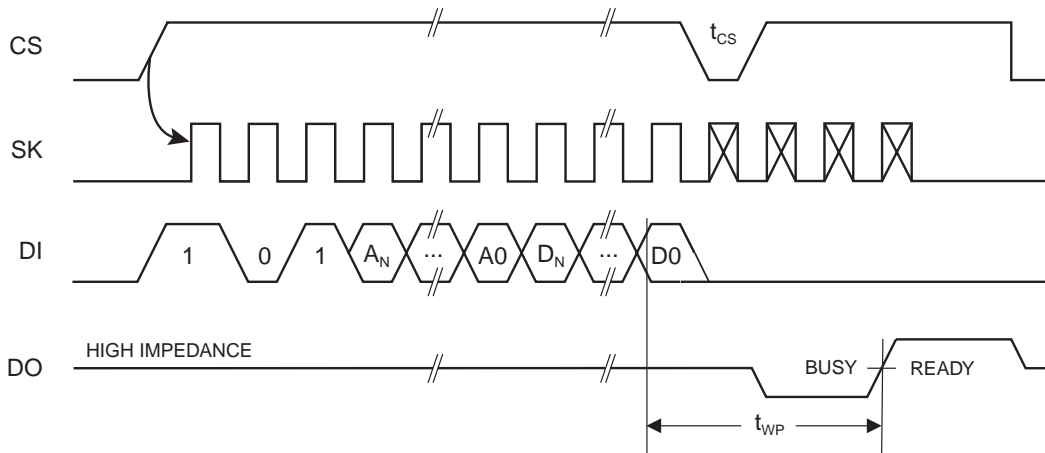 CS
t_CS
SK
DI
1 0 1 A_N ... A0 D_N ... D0
DO
HIGH IMPEDANCE
BUSY
READY
t_WP